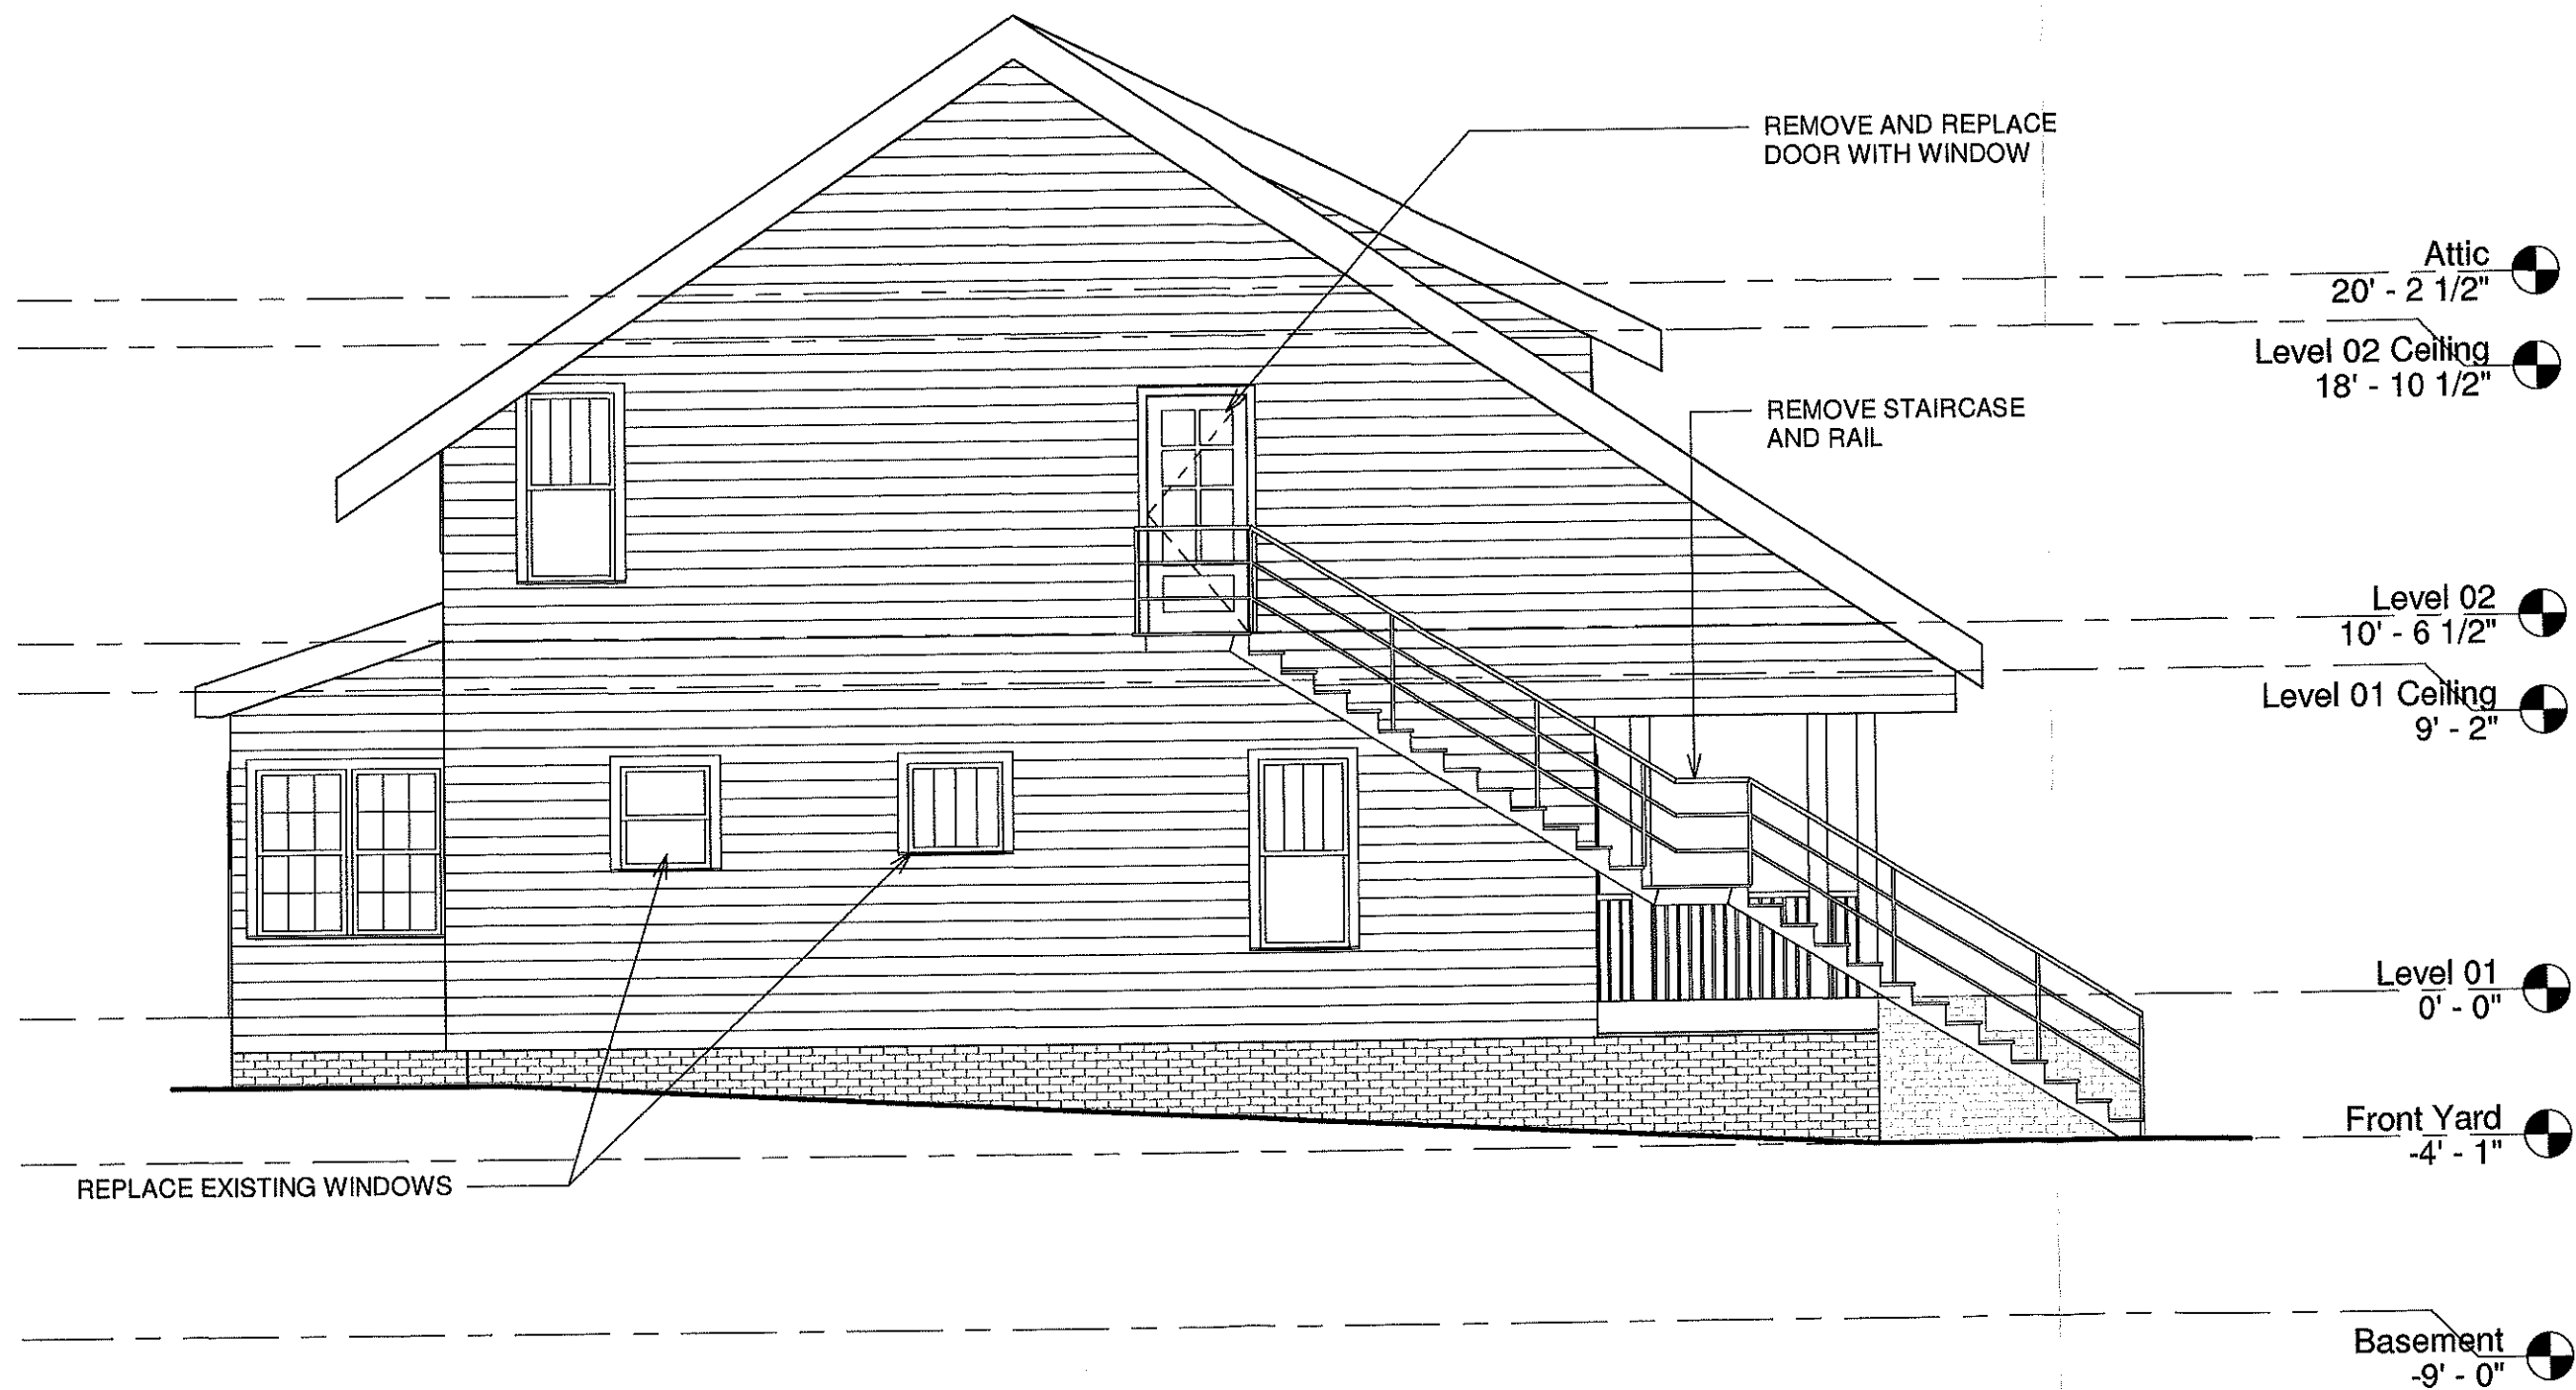 REMOVE AND REPLACE
DOOR WITH WINDOW
Attic
20' - 2 1/2"
Level 02 Ceiling
18' - 10 1/2"
REMOVE STAIRCASE
AND RAIL
Level 02
10' - 6 1/2"
Level 01 Ceiling
9' - 2"
Level 01
0' - 0"
Front Yard
-4' - 1"
REPLACE EXISTING WINDOWS
Basement
-9' - 0"